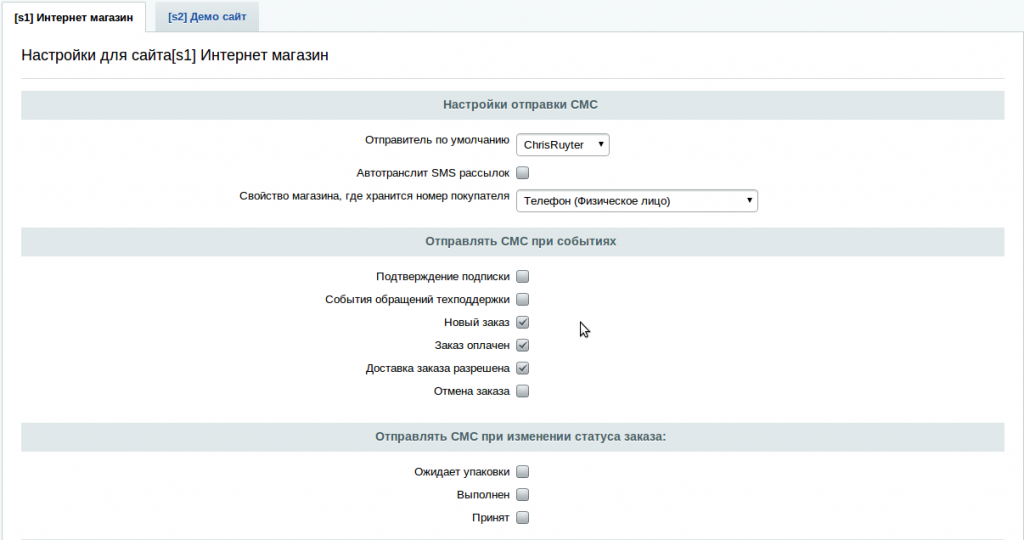 [s1] Интернет магазин [s2] Демо сайт
Настройки для сайта[s1] Интернет магазин
Настройки отправки СМС
Отправитель по умолчанию ChrisRuyter
Автотранслит SMS рассылок
Свойство магазина, где хранится номер покупателя Телефон (Физическое лицо)
Отправлять СМС при событиях
Подтверждение подписки
События обращений техподдержки
Новый заказ
Заказ оплачен
Доставка заказа разрешена
Отмена заказа
Отправлять СМС при изменении статуса заказа:
Ожидает упаковки
Выполнен
Принят